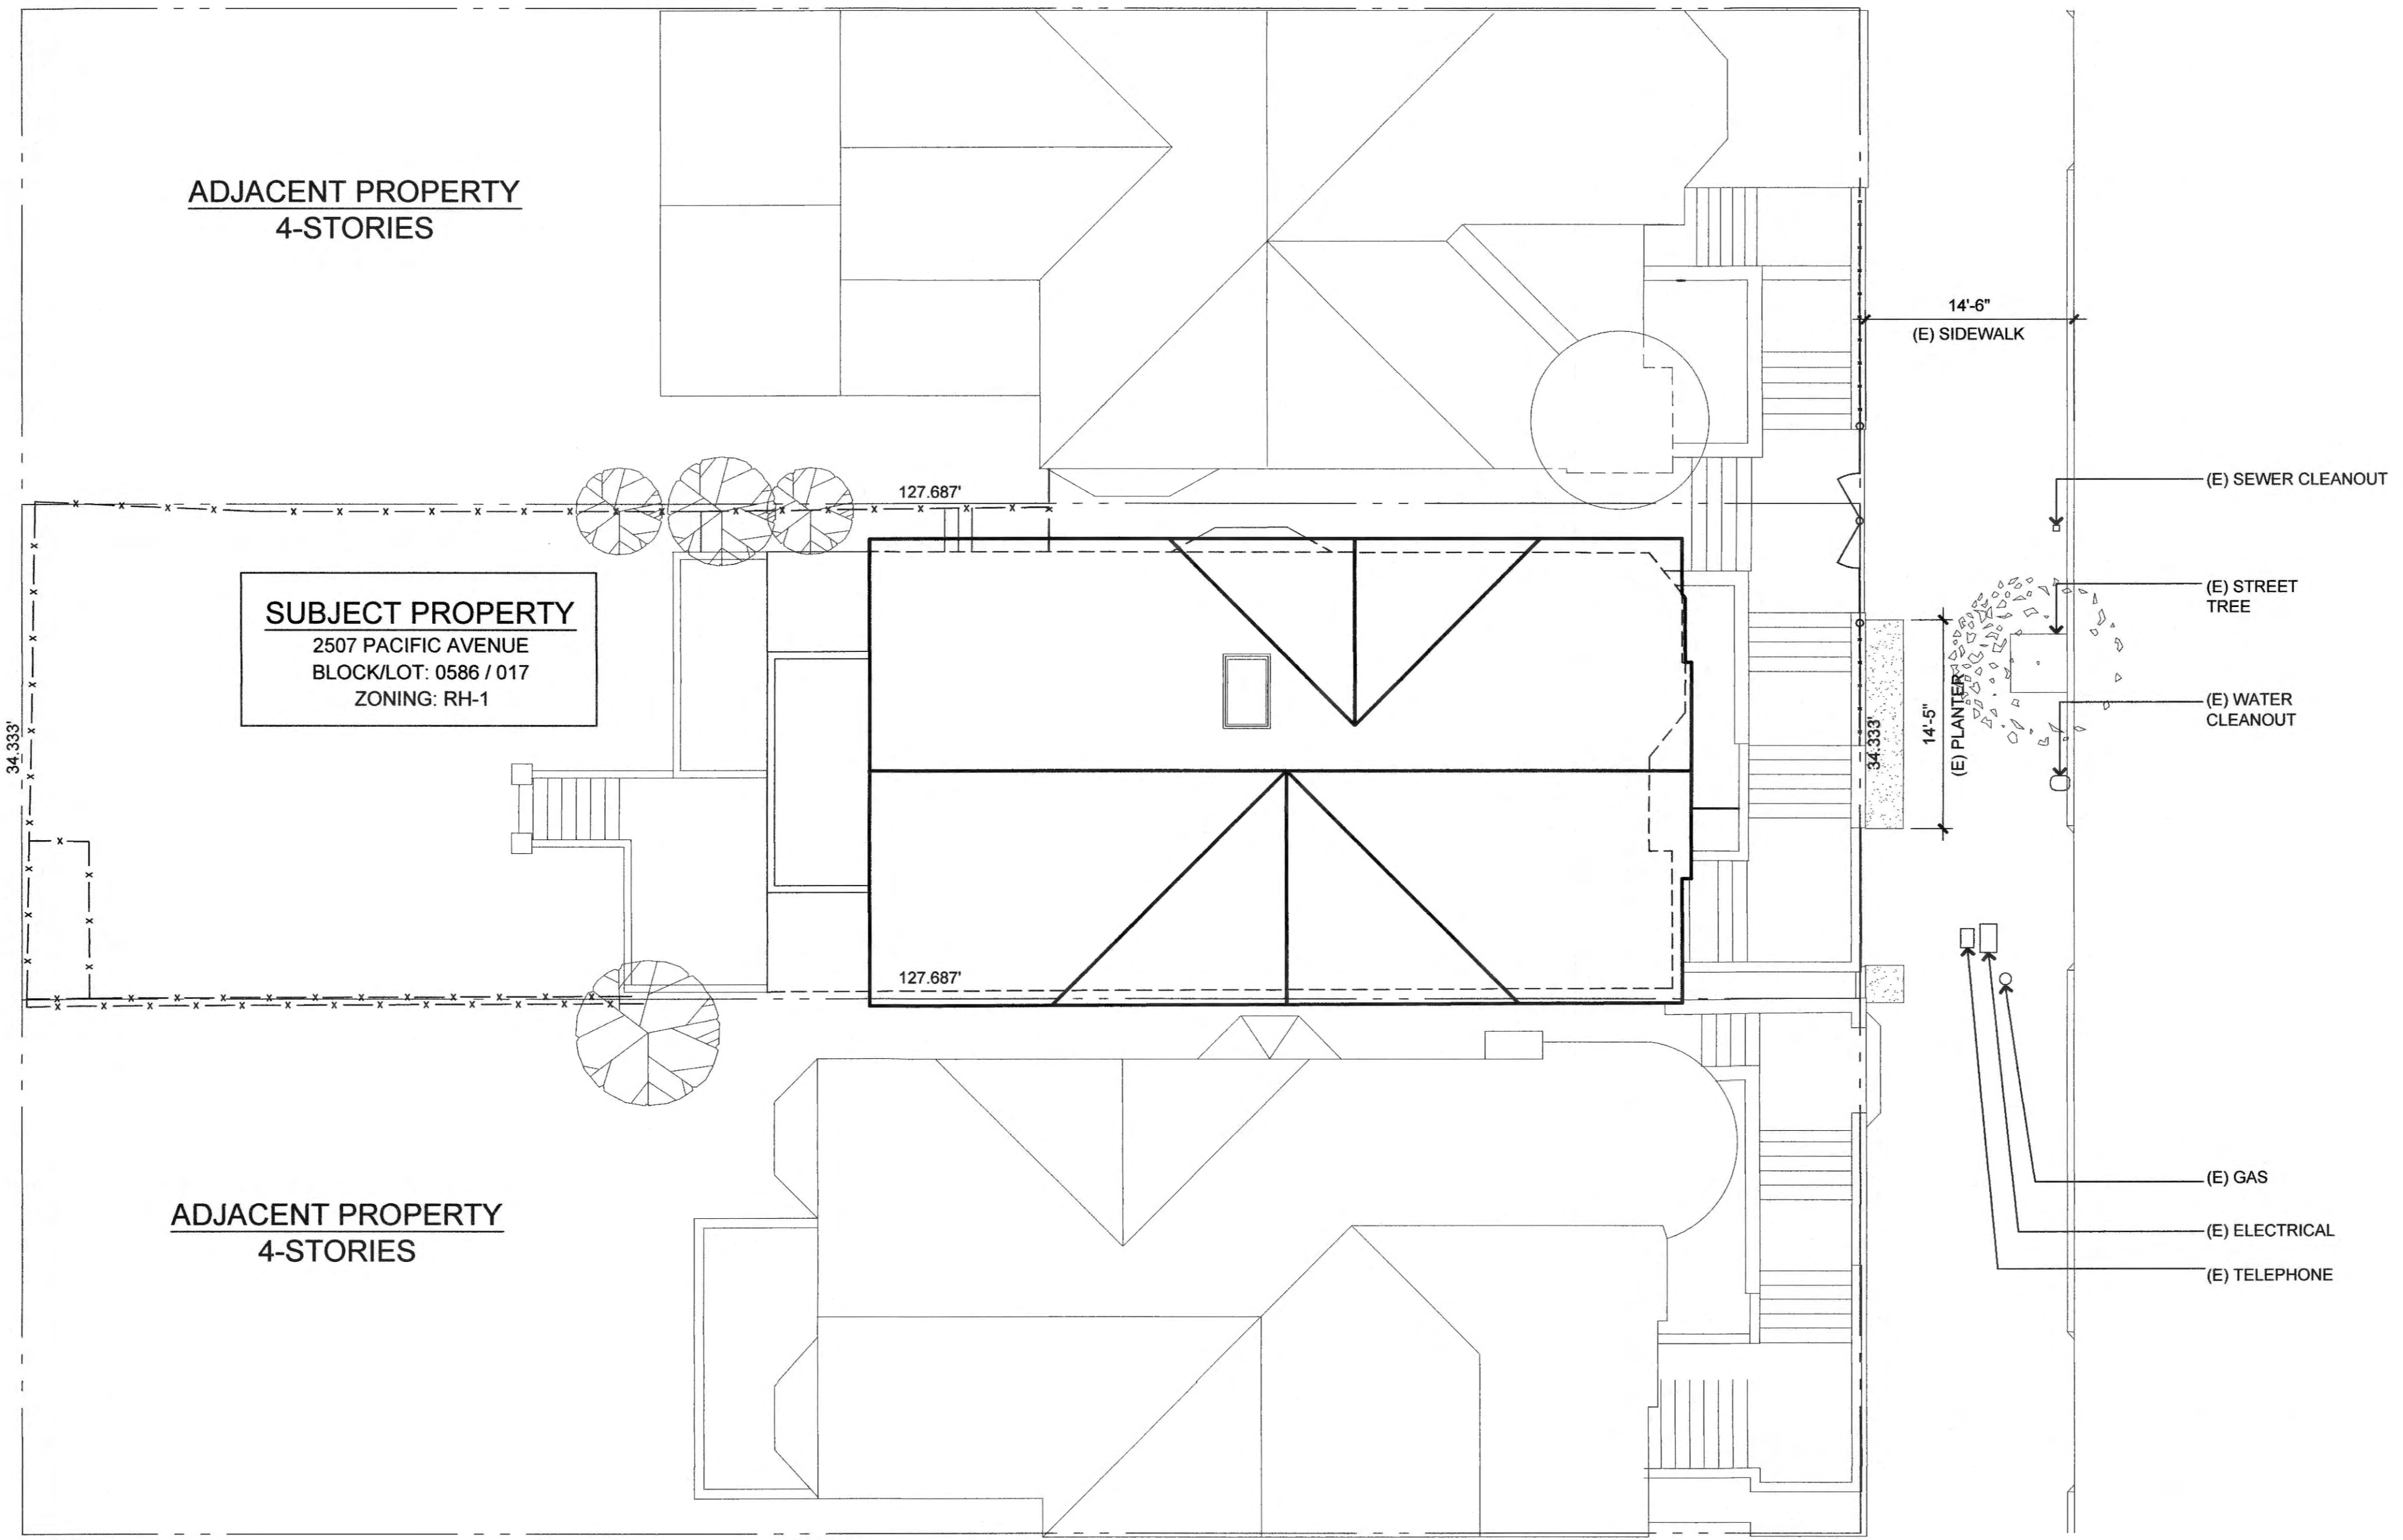 ADJACENT PROPERTY
4-STORIES
14'-6"
(E) SIDEWALK
127.687'
(E) SEWER CLEANOUT
(E) STREET
TREE
SUBJECT PROPERTY
2507 PACIFIC AVENUE
BLOCK/LOT: 0586 / 017
ZONING: RH-1
34.333'
34.333'
14'-5"
(E) PLANTER
(E) WATER
CLEANOUT
127.687'
ADJACENT PROPERTY
4-STORIES
(E) GAS
(E) ELECTRICAL
(E) TELEPHONE